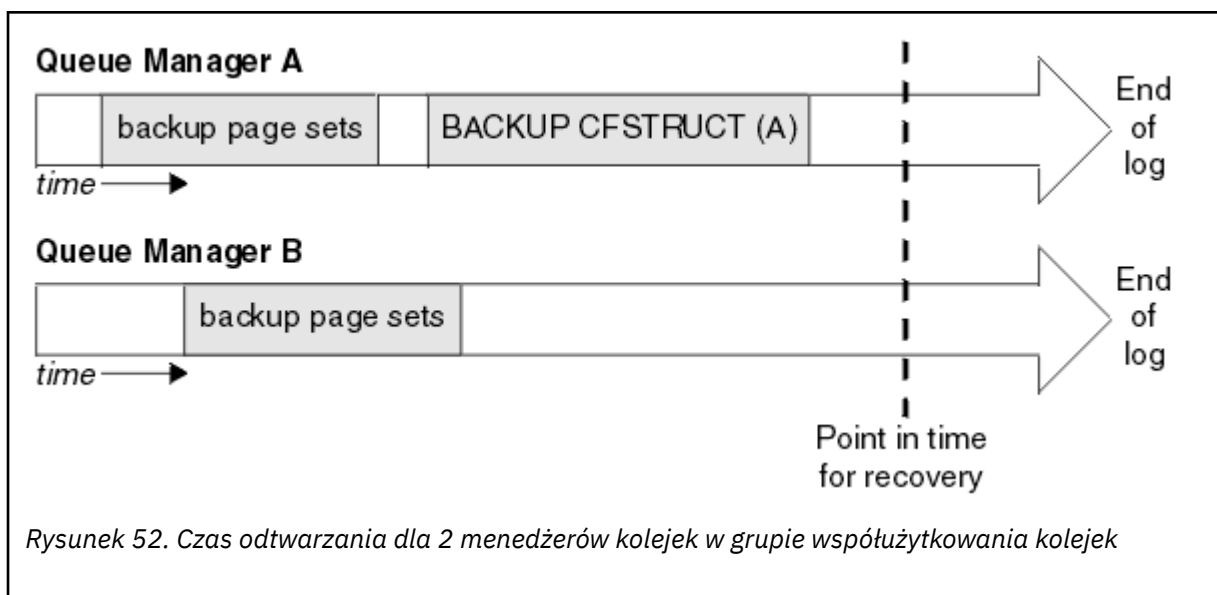 Queue Manager A
backup page sets
BACKUP CFSTRUCT (A)
End
of
log
time
Queue Manager B
backup page sets
End
of
log
time
Point in time
for recovery
Rysunek 52. Czas odtwarzania dla 2 menedżerów kolejek w grupie współużytkowania kolejek